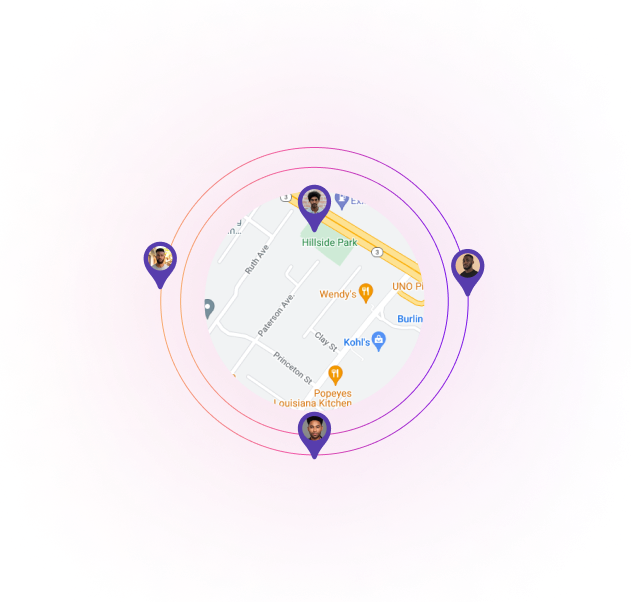 3
Ex...
Hillside Park
3
Ruth Ave
UNO Pi
Wendy's
Paterson Ave.
Burlin
Clay St
Kohl's
Princeton St
Popeyes
Louisiana Kitchen